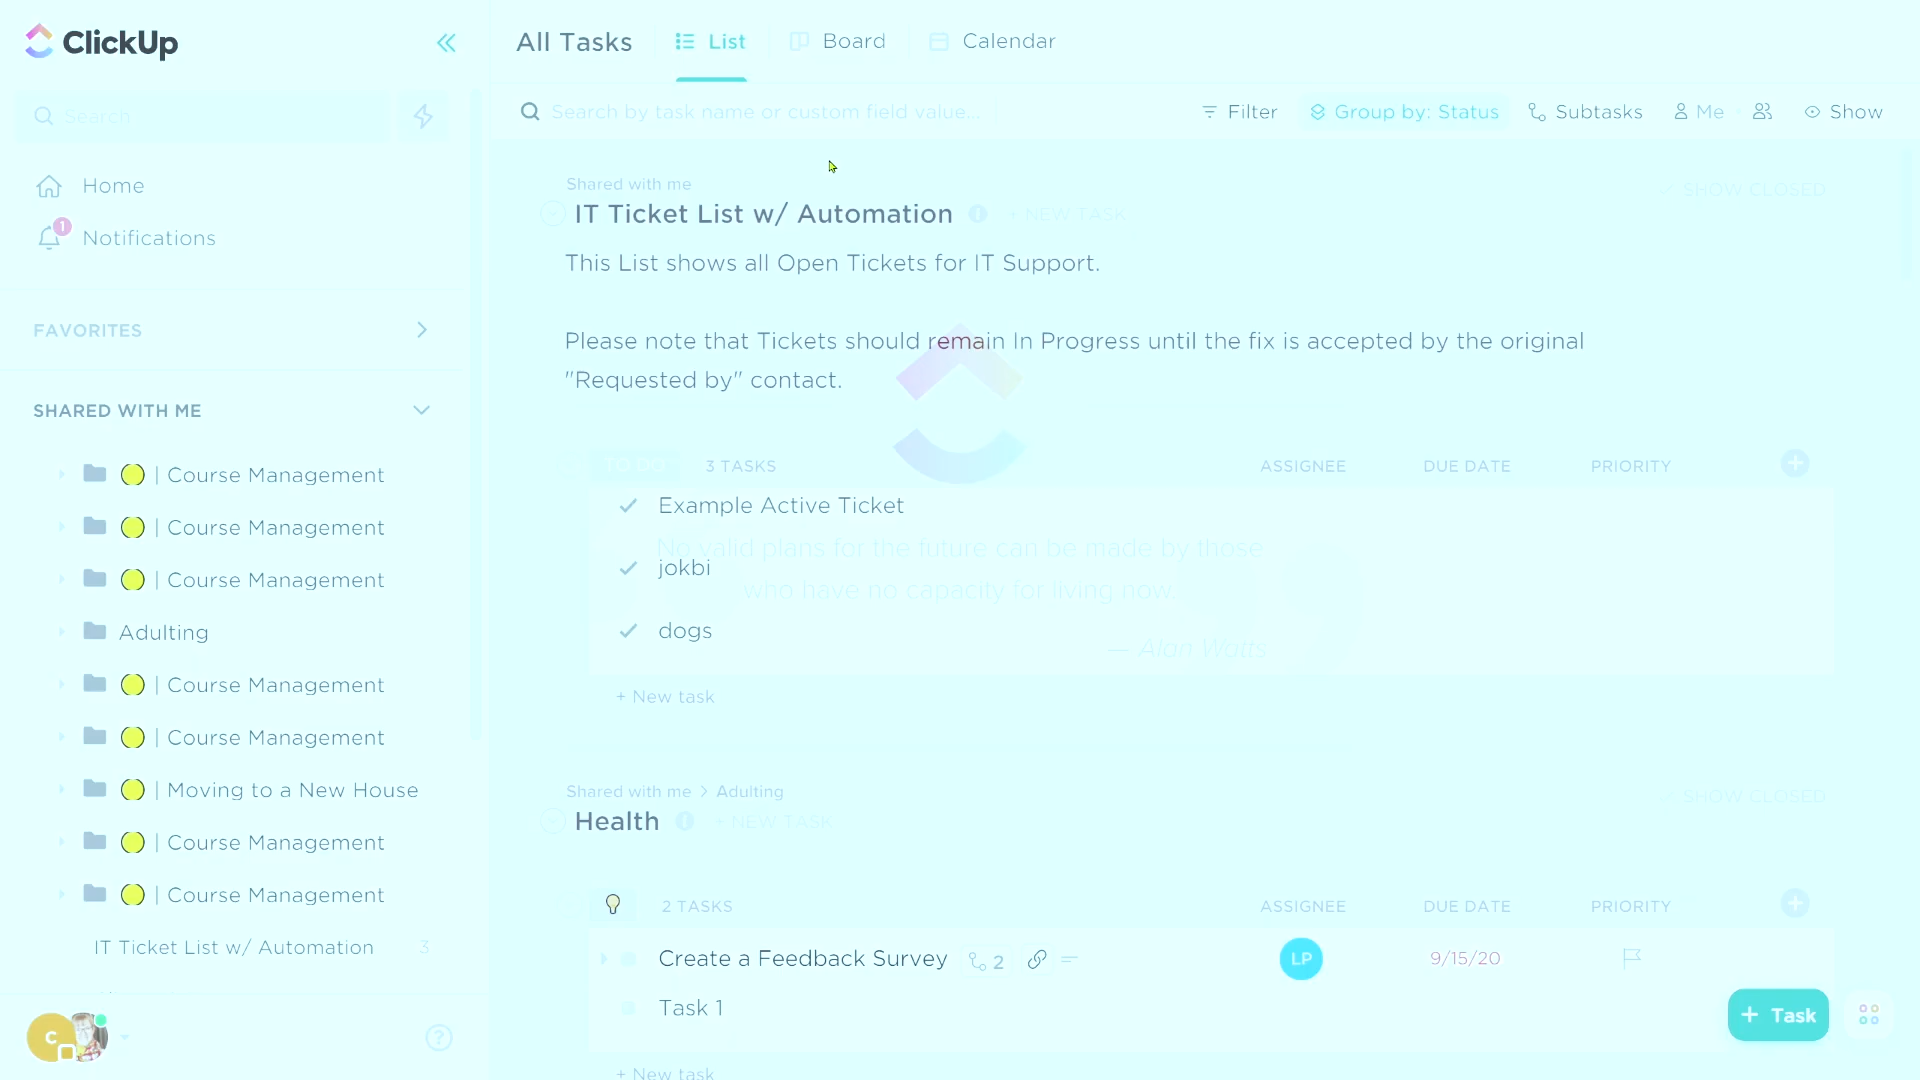 ClickUp
All Tasks
List
Board
Calendar
Search
Search by task name or custom field value...
Filter
Group by: Status
Subtasks
Me
Show
Home
1
Notifications
FAVORITES
SHARED WITH ME
| Course Management
| Course Management
| Course Management
Adulting
| Course Management
| Course Management
| Moving to a New House
| Course Management
| Course Management
IT Ticket List w/ Automation 3
C
Shared with me
SHOW CLOSED
IT Ticket List w/ Automation
+ NEW TASK
This List shows all Open Tickets for IT Support.
Please note that Tickets should remain In Progress until the fix is accepted by the original
"Requested by" contact.
TO DO
3 TASKS
ASSIGNEE
DUE DATE
PRIORITY
Example Active Ticket
No valid plans for the future can be made by those
jokbi
who have no capacity for living now.
dogs
— Alan Watts
+ New task
Shared with me > Adulting
SHOW CLOSED
Health
+ NEW TASK
2 TASKS
ASSIGNEE
DUE DATE
PRIORITY
Create a Feedback Survey
2
LP
9/15/20
Task 1
+ Task
+ New task